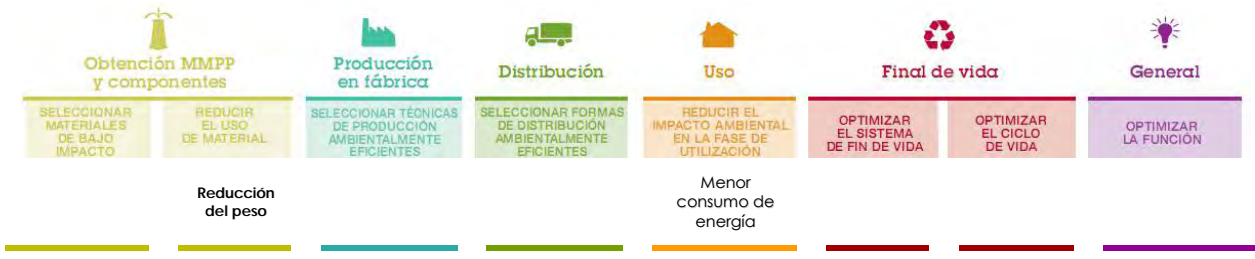 Obtención MMPP
y componentes
Producción
en fábrica
Distribución
Uso
Final de vida
General
SELECCIONAR
MATERIALES
DE BAJO
IMPACTO
REDUCIR
EL USO
DE MATERIAL
SELECCIONAR TÉCNICAS
DE PRODUCCIÓN
AMBIENTALMENTE
EFICIENTES
SELECCIONAR FORMAS
DE DISTRIBUCIÓN
AMBIENTALMENTE
EFICIENTES
REDUCIR EL
IMPACTO AMBIENTAL
EN LA FASE DE
UTILIZACIÓN
OPTIMIZAR
EL SISTEMA
DE FIN DE VIDA
OPTIMIZAR
EL CICLO
DE VIDA
OPTIMIZAR
LA FUNCIÓN
Reducción
del peso
Menor
consumo de
energía